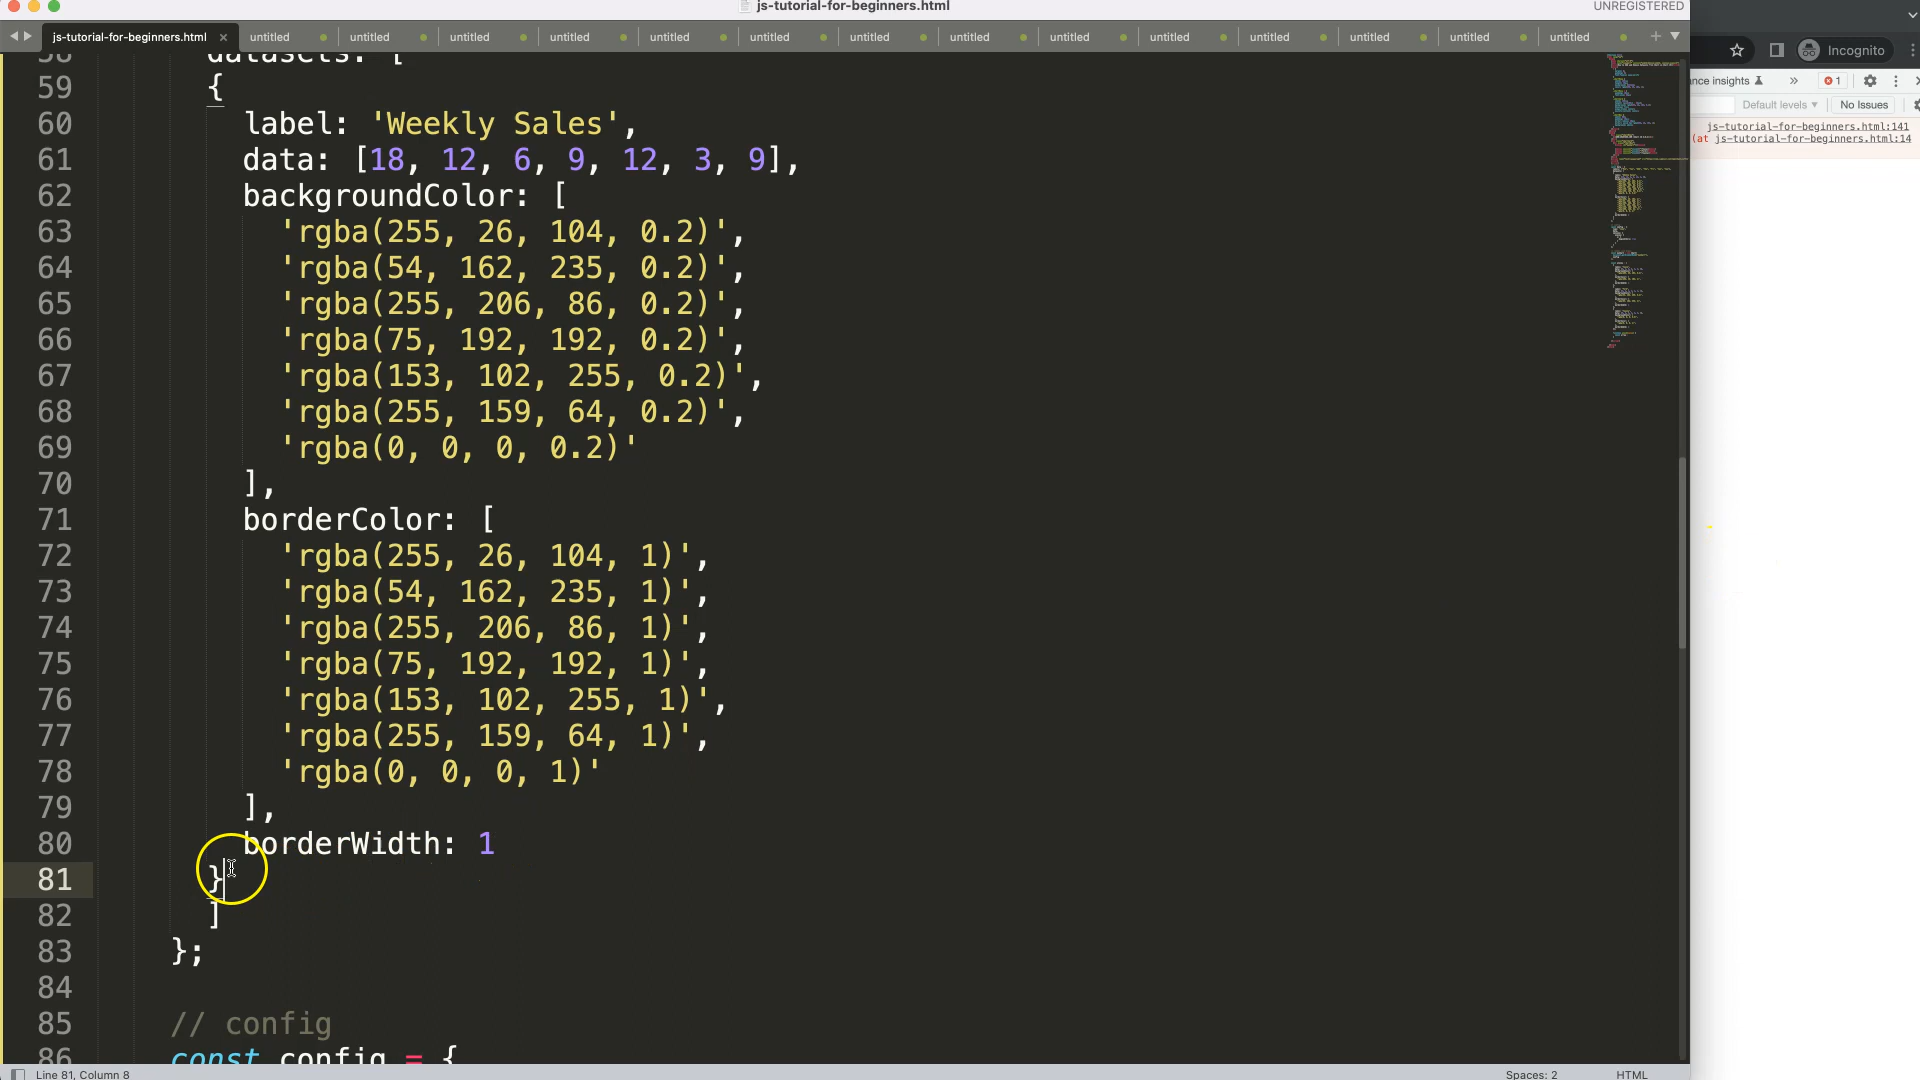 js-tutorial-for-beginners.html
UNREGISTERED
js-tutorial-for-beginners.html × untitled untitled untitled untitled untitled untitled untitled untitled untitled untitled untitled untitled untitled untitled +
Incognito
nce insights » 1
Default levels ▼ No Issues
js-tutorial-for-beginners.html:141
(at js-tutorial-for-beginners.html:14
58 datasets: [
59 {
60 label: 'Weekly Sales',
61 data: [18, 12, 6, 9, 12, 3, 9],
62 backgroundColor: [
63 'rgba(255, 26, 104, 0.2)',
64 'rgba(54, 162, 235, 0.2)',
65 'rgba(255, 206, 86, 0.2)',
66 'rgba(75, 192, 192, 0.2)',
67 'rgba(153, 102, 255, 0.2)',
68 'rgba(255, 159, 64, 0.2)',
69 'rgba(0, 0, 0, 0.2)'
70 ],
71 borderColor: [
72 'rgba(255, 26, 104, 1)',
73 'rgba(54, 162, 235, 1)',
74 'rgba(255, 206, 86, 1)',
75 'rgba(75, 192, 192, 1)',
76 'rgba(153, 102, 255, 1)',
77 'rgba(255, 159, 64, 1)',
78 'rgba(0, 0, 0, 1)'
79 ],
80 borderWidth: 1
81 }
82 ]
83 };
84
85 // config
86 const config = {
Line 81, Column 8
Spaces: 2
HTML